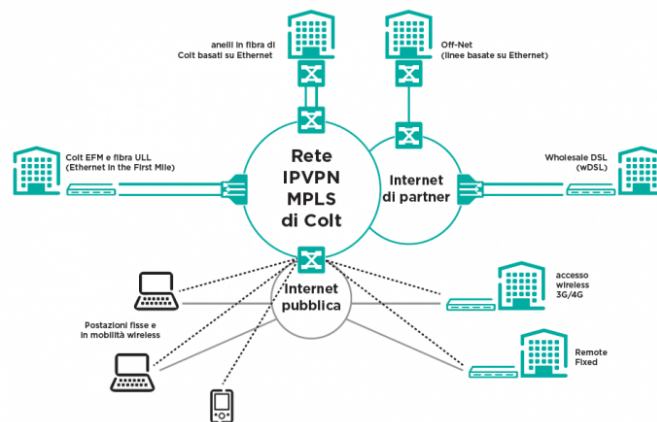 anelli in fibra di
Colt basati su Ethernet
Off-Net
(linee basate su Ethernet)
Colt EFM e fibra ULL
(Ethernet in the First Mile)
Rete
IPVPN
MPLS
di Colt
Internet
di partner
Wholesale DSL
(wDSL)
Internet
pubblica
accesso
wireless
3G/4G
Postazioni fisse e
in mobilità wireless
Remote
Fixed